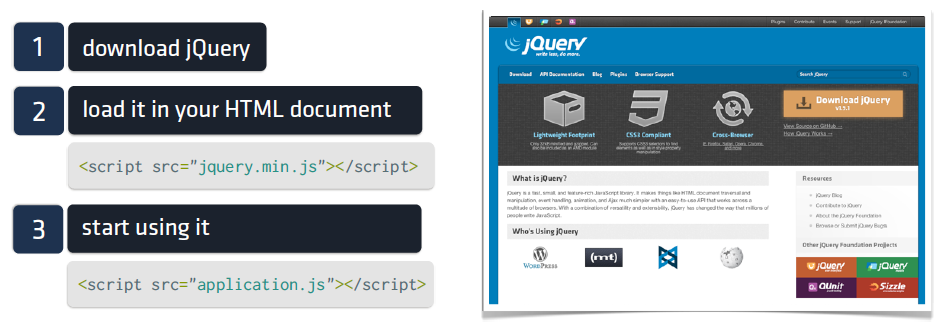 1 download jQuery
2 load it in your HTML document
<script src="jquery.min.js"></script>
3 start using it
<script src="application.js"></script>
Plugins Contribute Events Support jQuery Foundation
jQuery
write less, do more.
Download API Documentation Blog Plugins Browser Support
Search jQuery
Lightweight Footprint
CSS3 Compliant
Cross-Browser
Download jQuery
View Source on GitHub →
How jQuery Works →
What is jQuery?
jQuery is a fast, small, and feature-rich JavaScript library. It makes things like HTML document traversal and
manipulation, event handling, animation, and Ajax much simpler with an easy-to-use API that works across a
multitude of browsers. With a combination of versatility and extensibility, jQuery has changed the way that millions of
people write JavaScript.
Who's Using jQuery
WordPress
(mt)
Resources
jQuery Blog
Contribute to jQuery
About the jQuery Foundation
Browse or Submit jQuery Bugs
Other jQuery Foundation Projects
jQuery
jQuery
QUnit
Sizzle